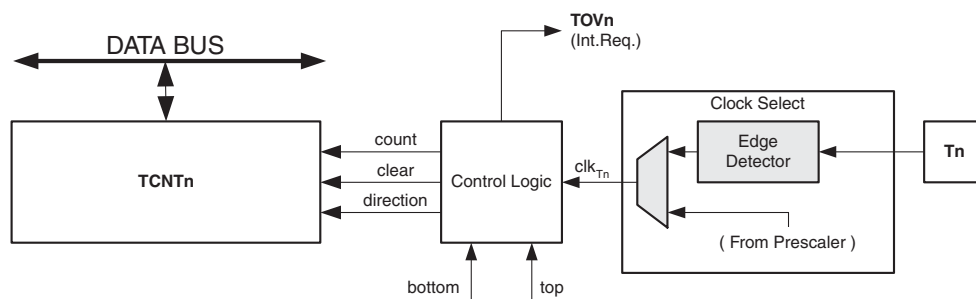 TOVn
(Int.Req.)
DATA BUS
Clock Select
count
Edge
Detector
Tn
TCNTn
clear
Control Logic
clkTn
direction
( From Prescaler )
bottom
top